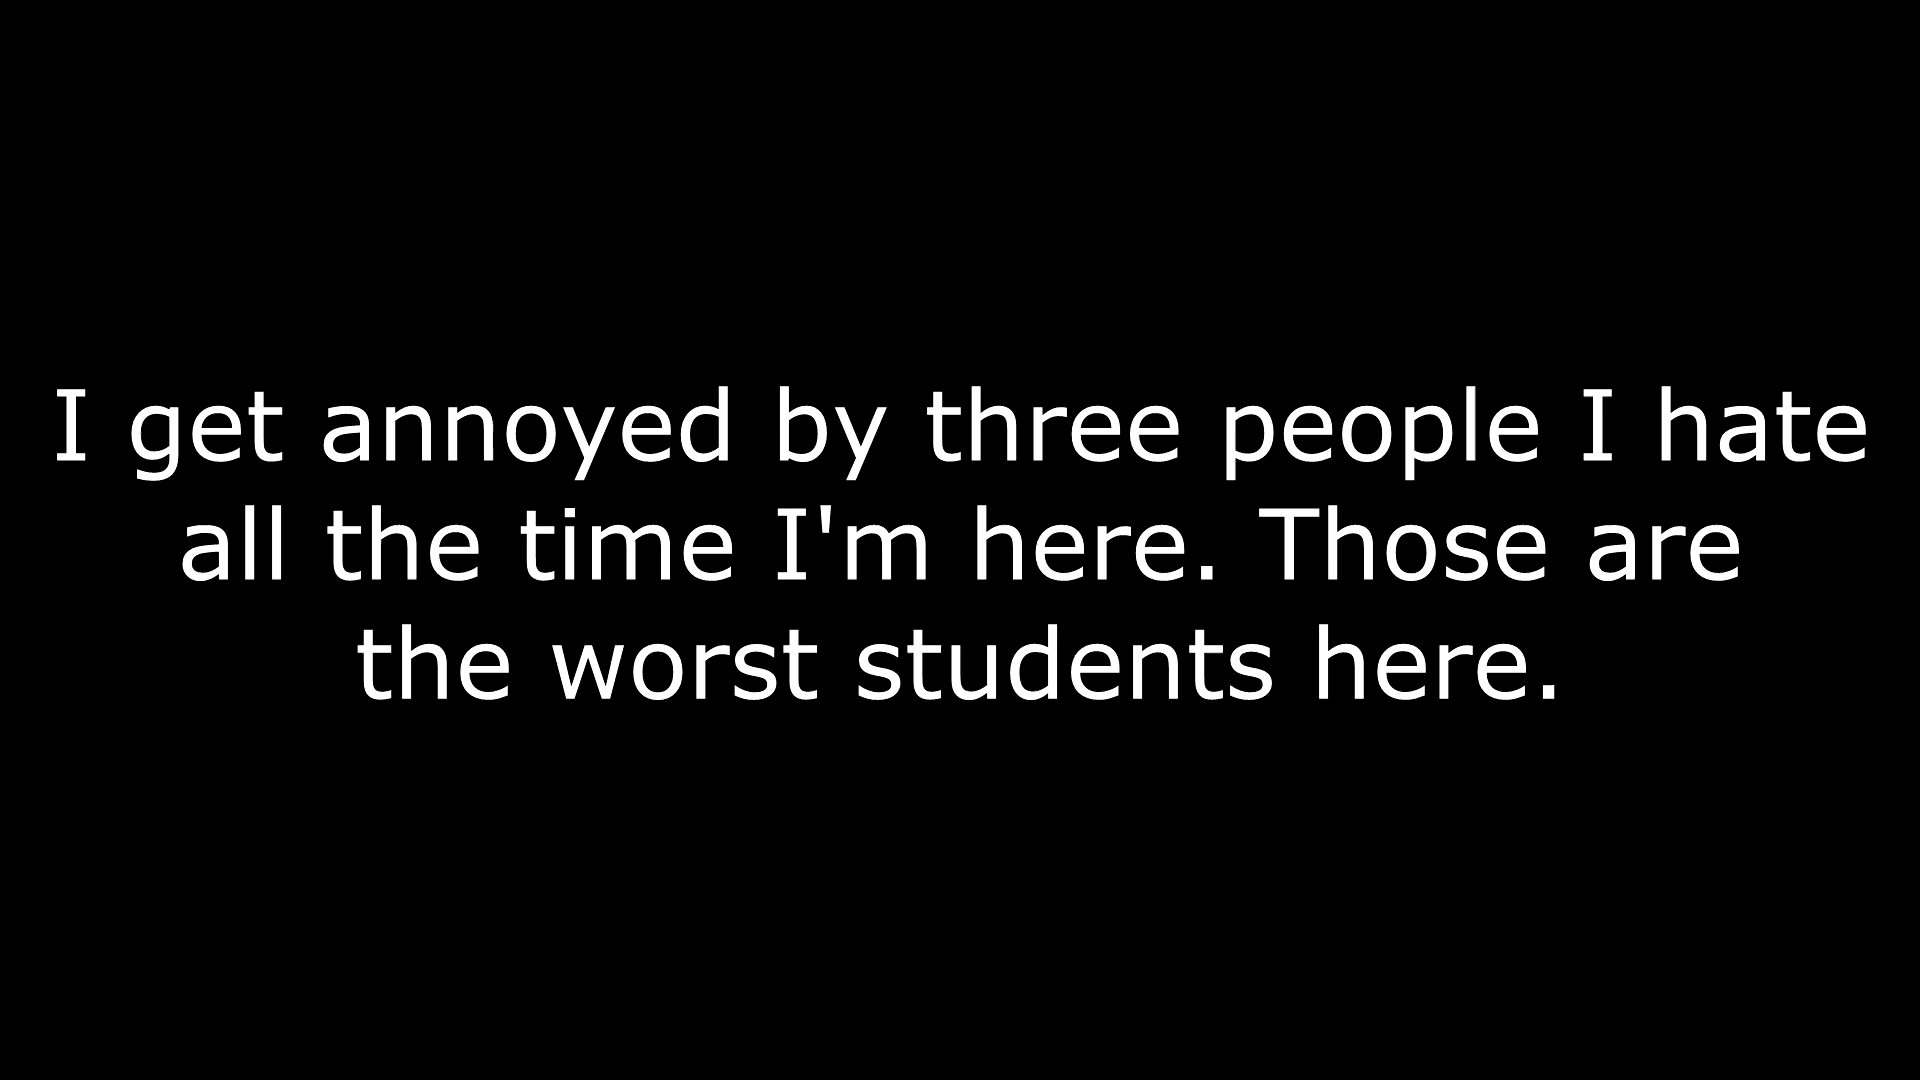 I get annoyed by three people I hate
all the time I'm here. Those are
the worst students here.